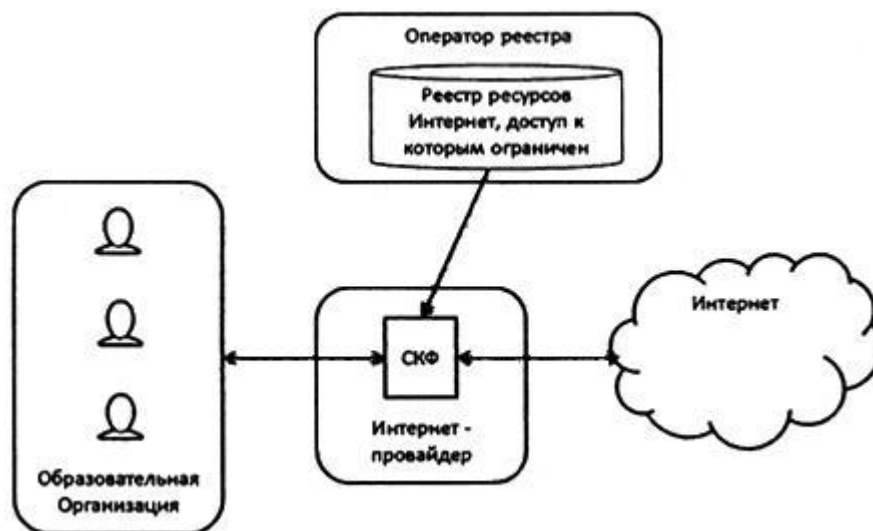 Оператор реестра
Реестр ресурсов
Интернет, доступ к
которым ограничен
Интернет
СКФ
Интернет -
провайдер
Образовательная
Организация